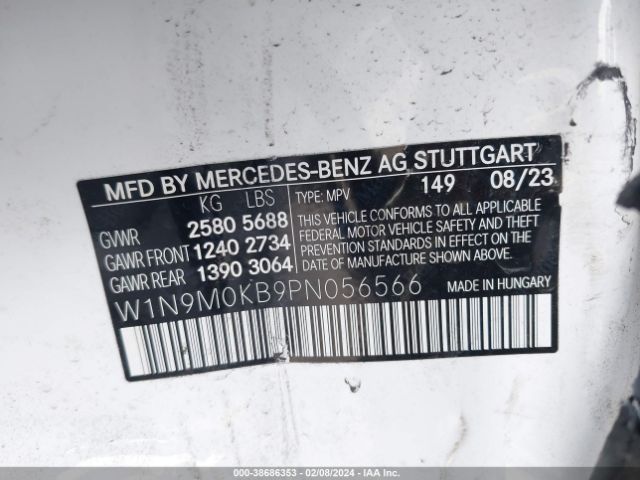 MFD BY MERCEDES-BENZ AG STUTTGART
KG LBS TYPE: MPV 149 08/23
GVWR 2580 5688
GAWR FRONT 1240 2734
GAWR REAR 1390 3064
THIS VEHICLE CONFORMS TO ALL APPLICABLE
FEDERAL MOTOR VEHICLE SAFETY AND THEFT
PREVENTION STANDARDS IN EFFECT ON THE
DATE OF MANUFACTURE SHOWN ABOVE.
W1N9M0KB9PN056566 MADE IN HUNGARY
000-38686353 / 02/08/2024 - IAA Inc.